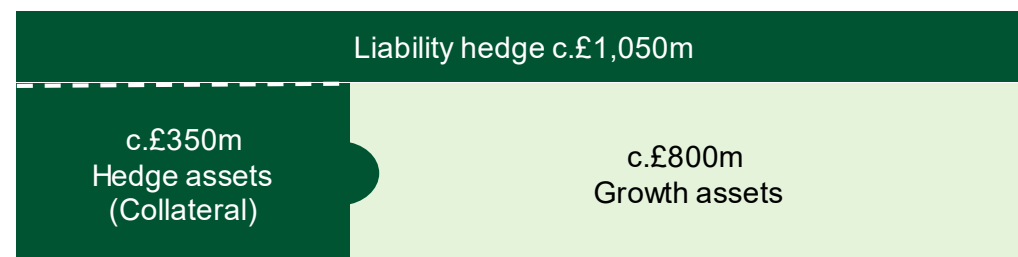 Liability hedge c.£1,050m
c.£350m
Hedge assets
(Collateral)
c.£800m
Growth assets